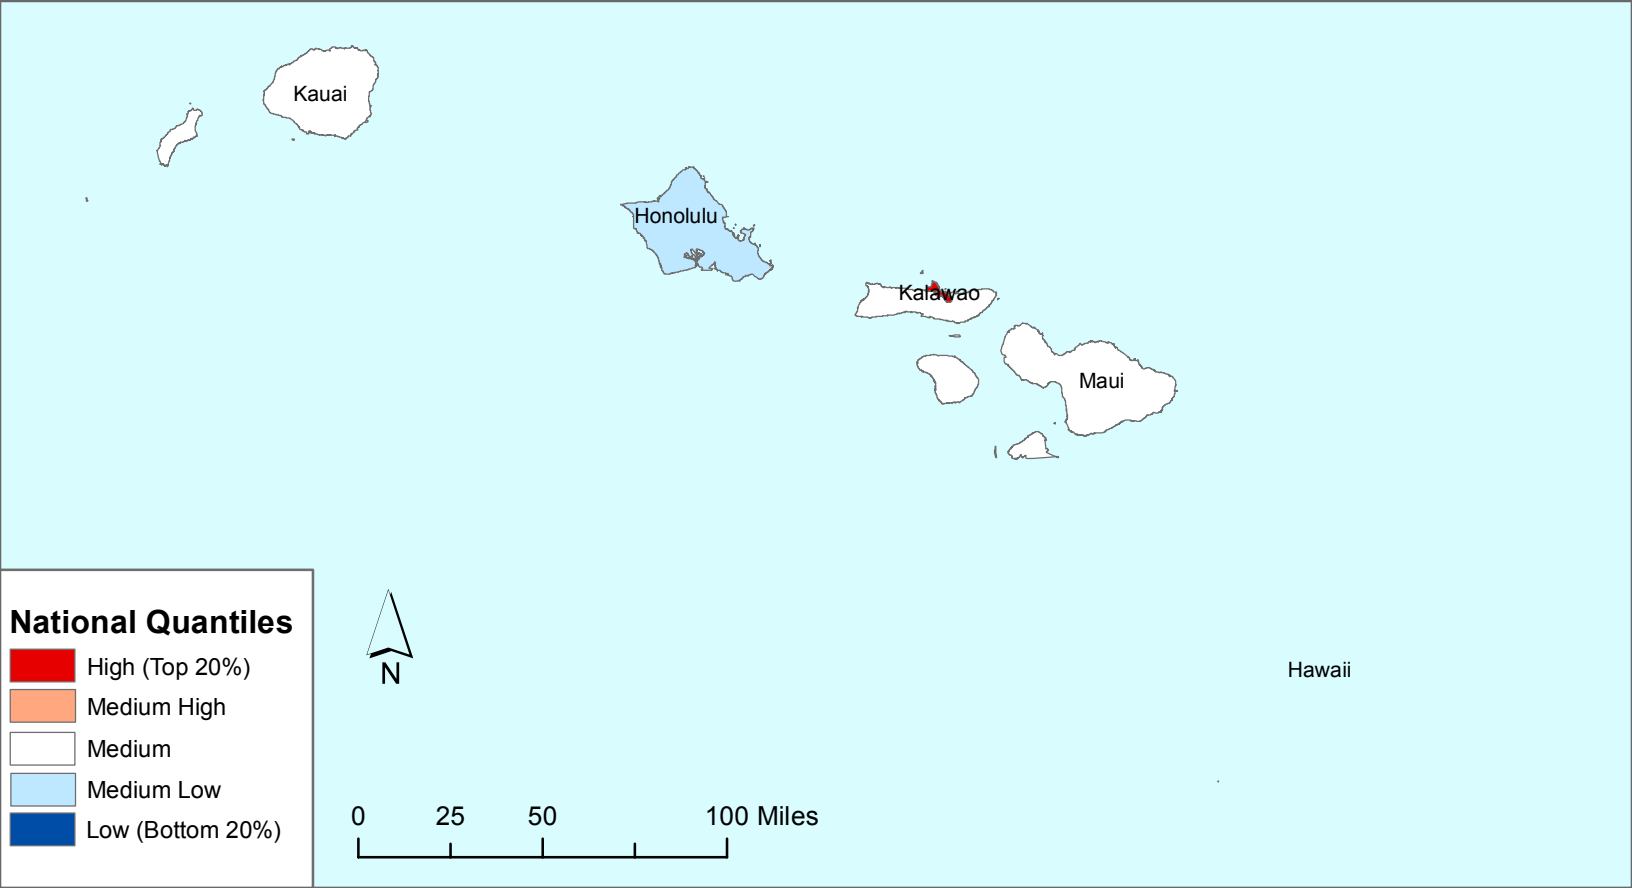 Kauai
Honolulu
Kalawao
Maui
Hawaii
National Quantiles
High (Top 20%)
Medium High
Medium
Medium Low
Low (Bottom 20%)
N
0 25 50 100 Miles